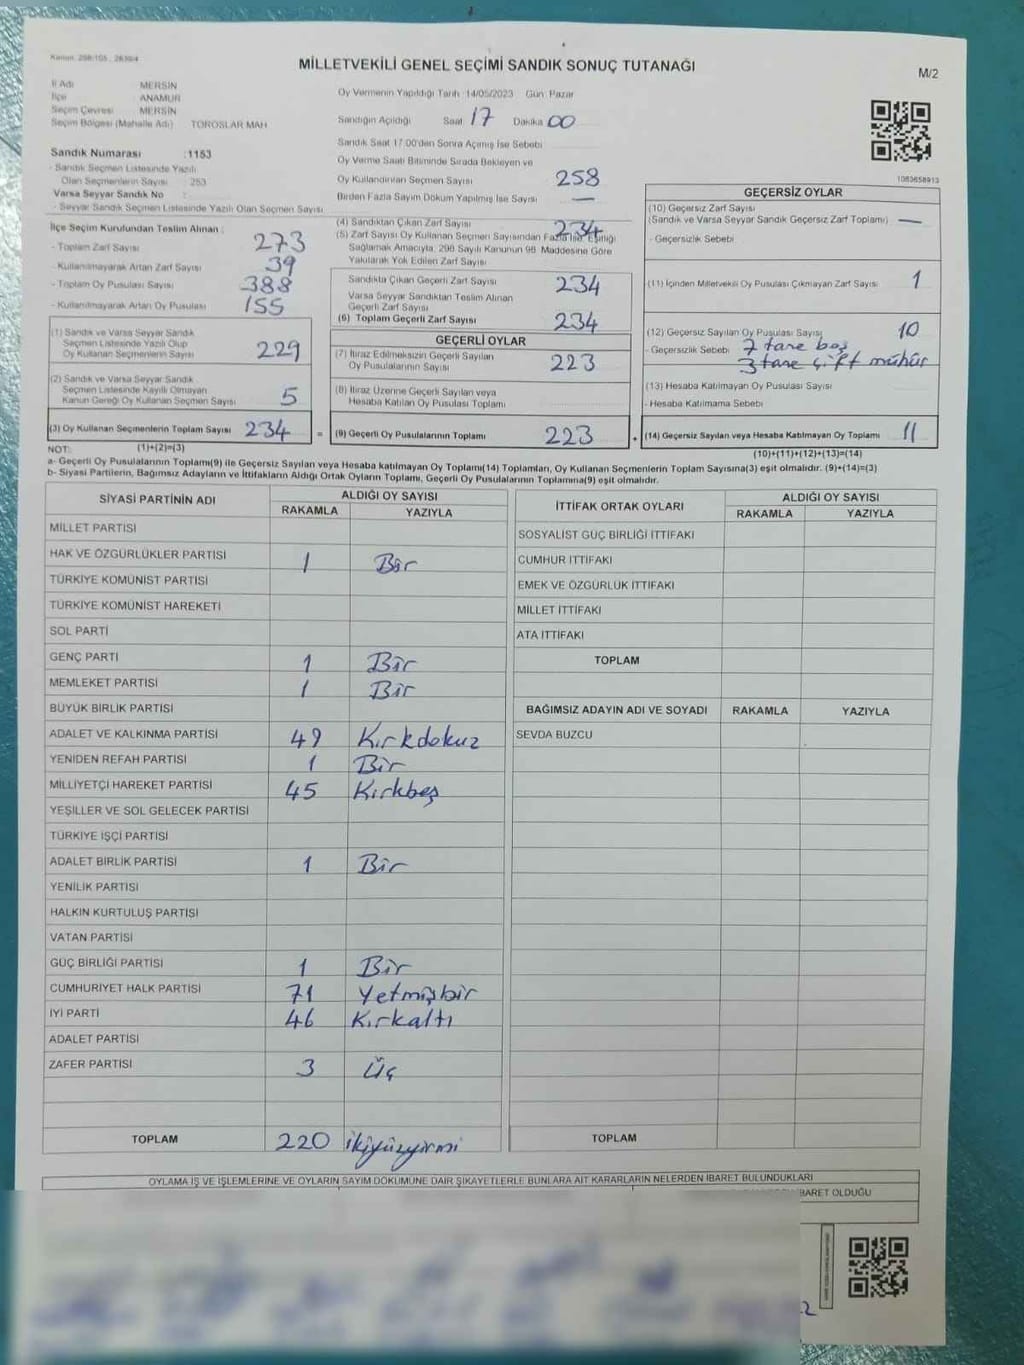 Kanun: 298/105 , 2839/4
MİLLETVEKİLİ GENEL SEÇİMİ SANDIK SONUÇ TUTANAĞI
M/2
İl Adı : MERSİN
İlçe : ANAMUR
Seçim Çevresi : MERSİN
Seçim Bölgesi (Mahalle Adı) : TOROSLAR MAH
Sandık Numarası :1153
- Sandık Seçmen Listesinde Yazılı
Olan Seçmenlerin Sayısı : 253
Varsa Seyyar Sandık No :
- Seyyar Sandık Seçmen Listesinde Yazılı Olan Seçmen Sayısı
Oy Vermenin Yapıldığı Tarih :14/05/2023 Gün: Pazar
Sandığın Açıldığı Saat 17 Dakika 00
Sandık Saat 17:00'den Sonra Açılmış İse Sebebi
Oy Verme Saati Bitiminde Sırada Bekleyen ve
Oy Kullandırılan Seçmen Sayısı 258
Birden Fazla Sayım Döküm Yapılmış İse Sayısı —
1083658913
İlçe Seçim Kurulundan Teslim Alınan :
- Toplam Zarf Sayısı 273
- Kullanılmayarak Artan Zarf Sayısı 39
- Toplam Oy Pusulası Sayısı 388
- Kullanılmayarak Artan Oy Pusulası 155
(1) Sandık ve Varsa Seyyar Sandık
Seçmen Listesinde Yazılı Olup
Oy Kullanan Seçmenlerin Sayısı 229
(2) Sandık ve Varsa Seyyar Sandık
Seçmen Listesinde Kayıtlı Olmayan
Kanun Gereği Oy Kullanan Seçmen Sayısı 5
(3) Oy Kullanan Seçmenlerin Toplam Sayısı 234 =
(4) Sandıktan Çıkan Zarf Sayısı 234
(5) Zarf Sayısı Oy Kullanan Seçmen Sayısından Fazla İse, Eşitliği
Sağlamak Amacıyla, 298 Sayılı Kanunun 98. Maddesine Göre
Yakılarak Yok Edilen Zarf Sayısı
Sandıkta Çıkan Geçerli Zarf Sayısı 234
Varsa Seyyar Sandıktan Teslim Alınan
Geçerli Zarf Sayısı
(6) Toplam Geçerli Zarf Sayısı 234
GEÇERLİ OYLAR
(7) İtiraz Edilmeksizin Geçerli Sayılan
Oy Pusulalarının Sayısı 223
(8) İtiraz Üzerine Geçerli Sayılan veya
Hesaba Katılan Oy Pusulası Toplamı
(9) Geçerli Oy Pusulalarının Toplamı 223 +
GEÇERSİZ OYLAR
(10) Geçersiz Zarf Sayısı
(Sandık ve Varsa Seyyar Sandık Geçersiz Zarf Toplamı) —
- Geçersizlik Sebebi
(11) İçinden Milletvekili Oy Pusulası Çıkmayan Zarf Sayısı 1
(12) Geçersiz Sayılan Oy Pusulası Sayısı 10
- Geçersizlik Sebebi 7 tane boş
3 tane çift mühür
(13) Hesaba Katılmayan Oy Pusulası Sayısı
- Hesaba Katılmama Sebebi
(14) Geçersiz Sayılan veya Hesaba Katılmayan Oy Toplamı 11
NOT: (1)+(2)=(3)
(10)+(11)+(12)+(13)=(14)
a- Geçerli Oy Pusulalarının Toplamı(9) ile Geçersiz Sayılan veya Hesaba katılmayan Oy Toplamı(14) Toplamları, Oy Kullanan Seçmenlerin Toplam Sayısına(3) eşit olmalıdır. (9)+(14)=(3)
b- Siyasi Partilerin, Bağımsız Adayların ve İttifakların Aldığı Ortak Oyların Toplamı, Geçerli Oy Pusulalarının Toplamına(9) eşit olmalıdır.
SİYASİ PARTİNİN ADI ALDIĞI OY SAYISI
RAKAMLA YAZIYLA
MİLLET PARTİSİ
HAK VE ÖZGÜRLÜKLER PARTİSİ 1 Bir
TÜRKİYE KOMÜNİST PARTİSİ
TÜRKİYE KOMÜNİST HAREKETİ
SOL PARTİ
GENÇ PARTİ 1 Bir
MEMLEKET PARTİSİ 1 Bir
BÜYÜK BİRLİK PARTİSİ
ADALET VE KALKINMA PARTİSİ 49 Kırkdokuz
YENİDEN REFAH PARTİSİ 1 Bir
MİLLİYETÇİ HAREKET PARTİSİ 45 Kırkbeş
YEŞİLLER VE SOL GELECEK PARTİSİ
TÜRKİYE İŞÇİ PARTİSİ
ADALET BİRLİK PARTİSİ 1 Bir
YENİLİK PARTİSİ
HALKIN KURTULUŞ PARTİSİ
VATAN PARTİSİ
GÜÇ BİRLİĞİ PARTİSİ 1 Bir
CUMHURİYET HALK PARTİSİ 71 Yetmişbir
İYİ PARTİ 46 Kırkaltı
ADALET PARTİSİ
ZAFER PARTİSİ 3 Üç
TOPLAM 220 ikiyüzyirmi
İTTİFAK ORTAK OYLARI ALDIĞI OY SAYISI
RAKAMLA YAZIYLA
SOSYALİST GÜÇ BİRLİĞİ İTTİFAKI
CUMHUR İTTİFAKI
EMEK VE ÖZGÜRLÜK İTTİFAKI
MİLLET İTTİFAKI
ATA İTTİFAKI
TOPLAM
BAĞIMSIZ ADAYIN ADI VE SOYADI RAKAMLA YAZIYLA
SEVDA BUZCU
TOPLAM
OYLAMA İŞ VE İŞLEMLERİNE VE OYLARIN SAYIM DÖKÜMÜNE DAİR ŞİKAYETLERLE BUNLARA AİT KARARLARIN NELERDEN İBARET BULUNDUKLARI
BARET OLDUĞU